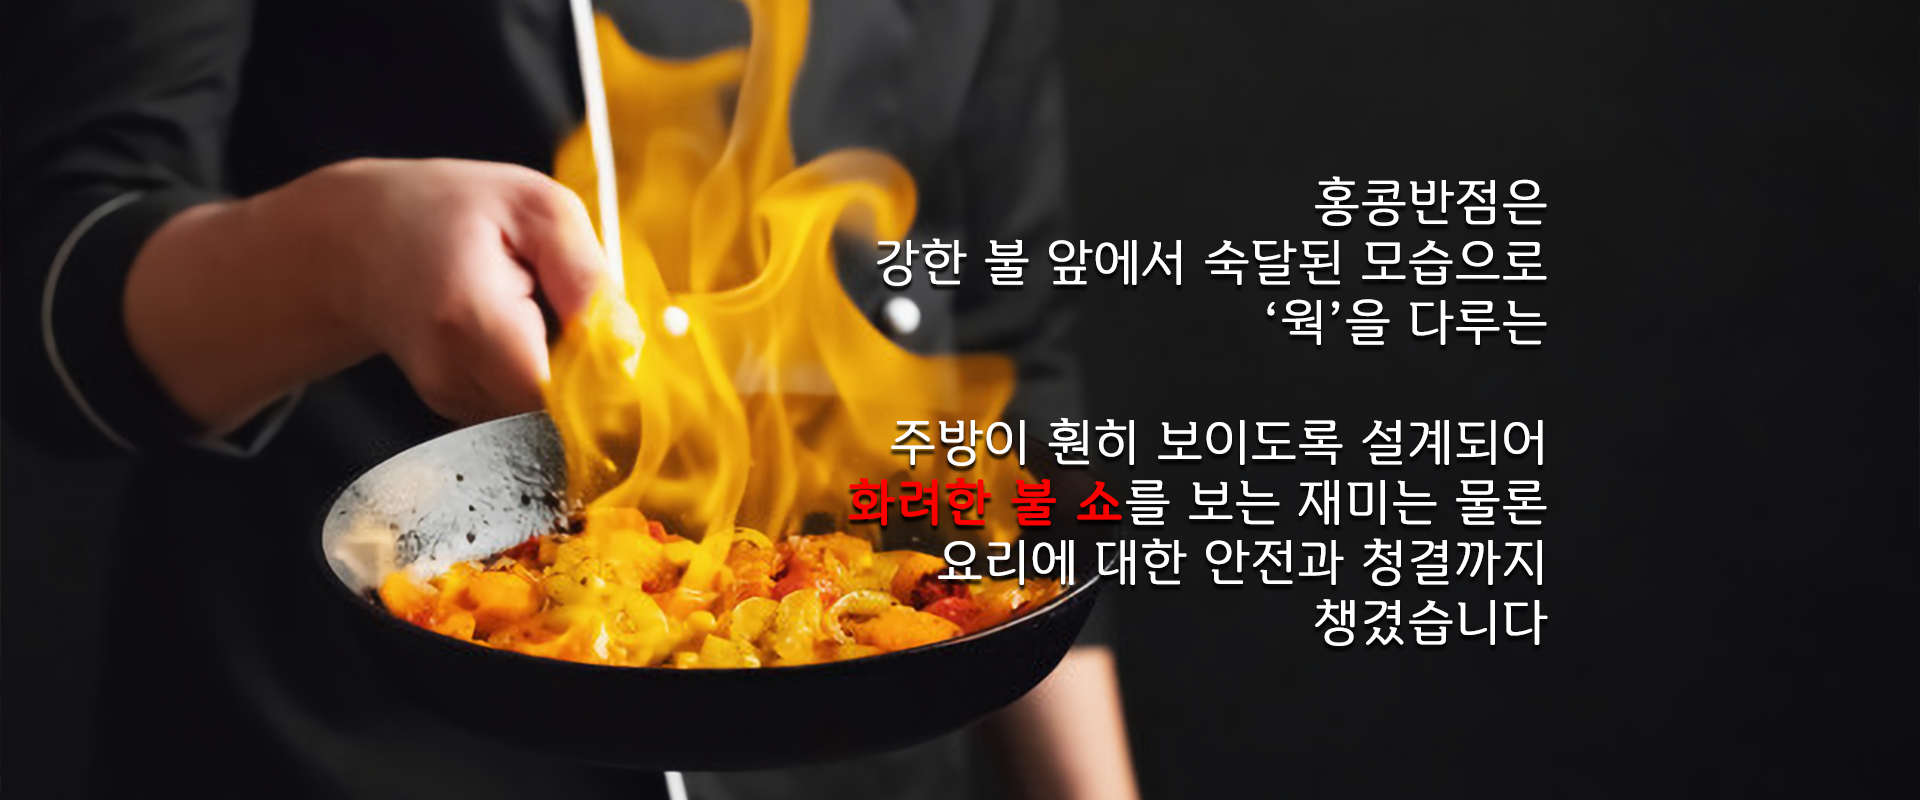 홍콩반점은
강한 불 앞에서 숙달된 모습으로
‘웍’을 다루는
주방이 훤히 보이도록 설계되어
화려한 불 쇼를 보는 재미는 물론
요리에 대한 안전과 청결까지
챙겼습니다